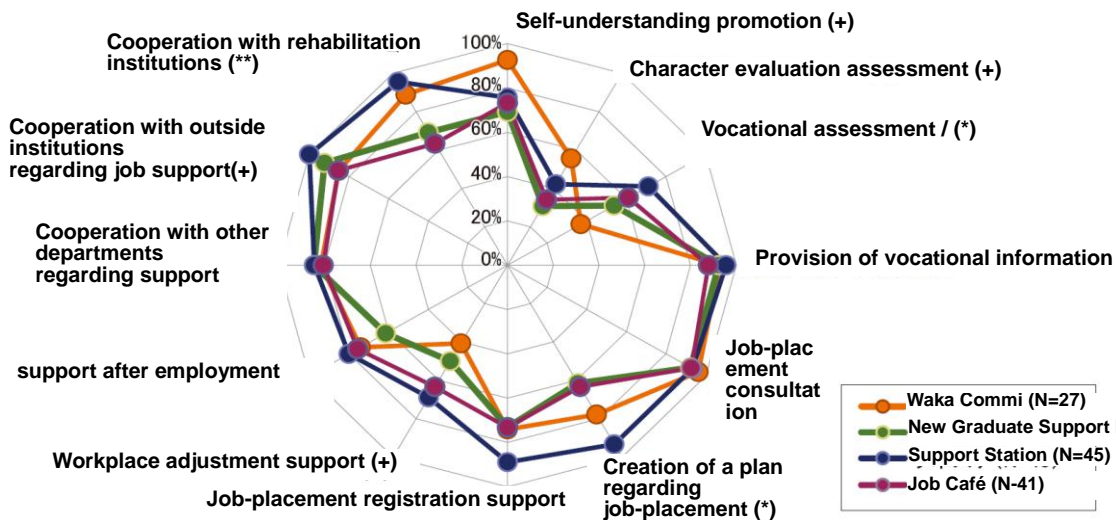 Self-understanding promotion (+)
Character evaluation assessment (+)
Vocational assessment / (*)
Provision of vocational information
Job-plac
ement
consultat
ion
Creation of a plan
regarding
job-placement (*)
Job-placement registration support
Workplace adjustment support (+)
support after employment
Cooperation with other
departments
regarding support
Cooperation with outside
institutions
regarding job support(+)
Cooperation with rehabilitation
institutions (**)
100%
80%
60%
40%
20%
0%
Waka Commi (N=27)
New Graduate Support
Support Station (N=45)
Job Café (N-41)